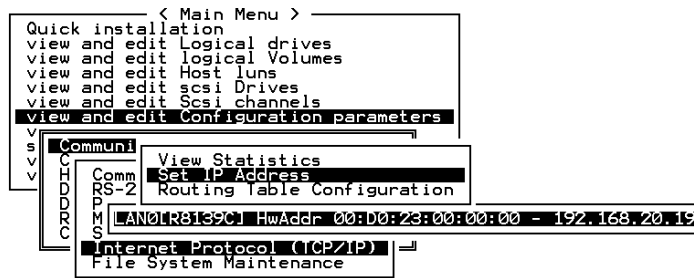 < Main Menu >
Quick installation
view and edit Logical drives
view and edit logical Volumes
view and edit Host luns
view and edit scsi Drives
view and edit Scsi channels
view and edit Configuration parameters
v
s Communi
v C View Statistics
v H Comm Set IP Address
D RS-2 Routing Table Configuration
D P
R M LAN0[R8139C] HwAddr 00:D0:23:00:00:00 - 192.168.20.19
C S
Internet Protocol (TCP/IP)
File System Maintenance